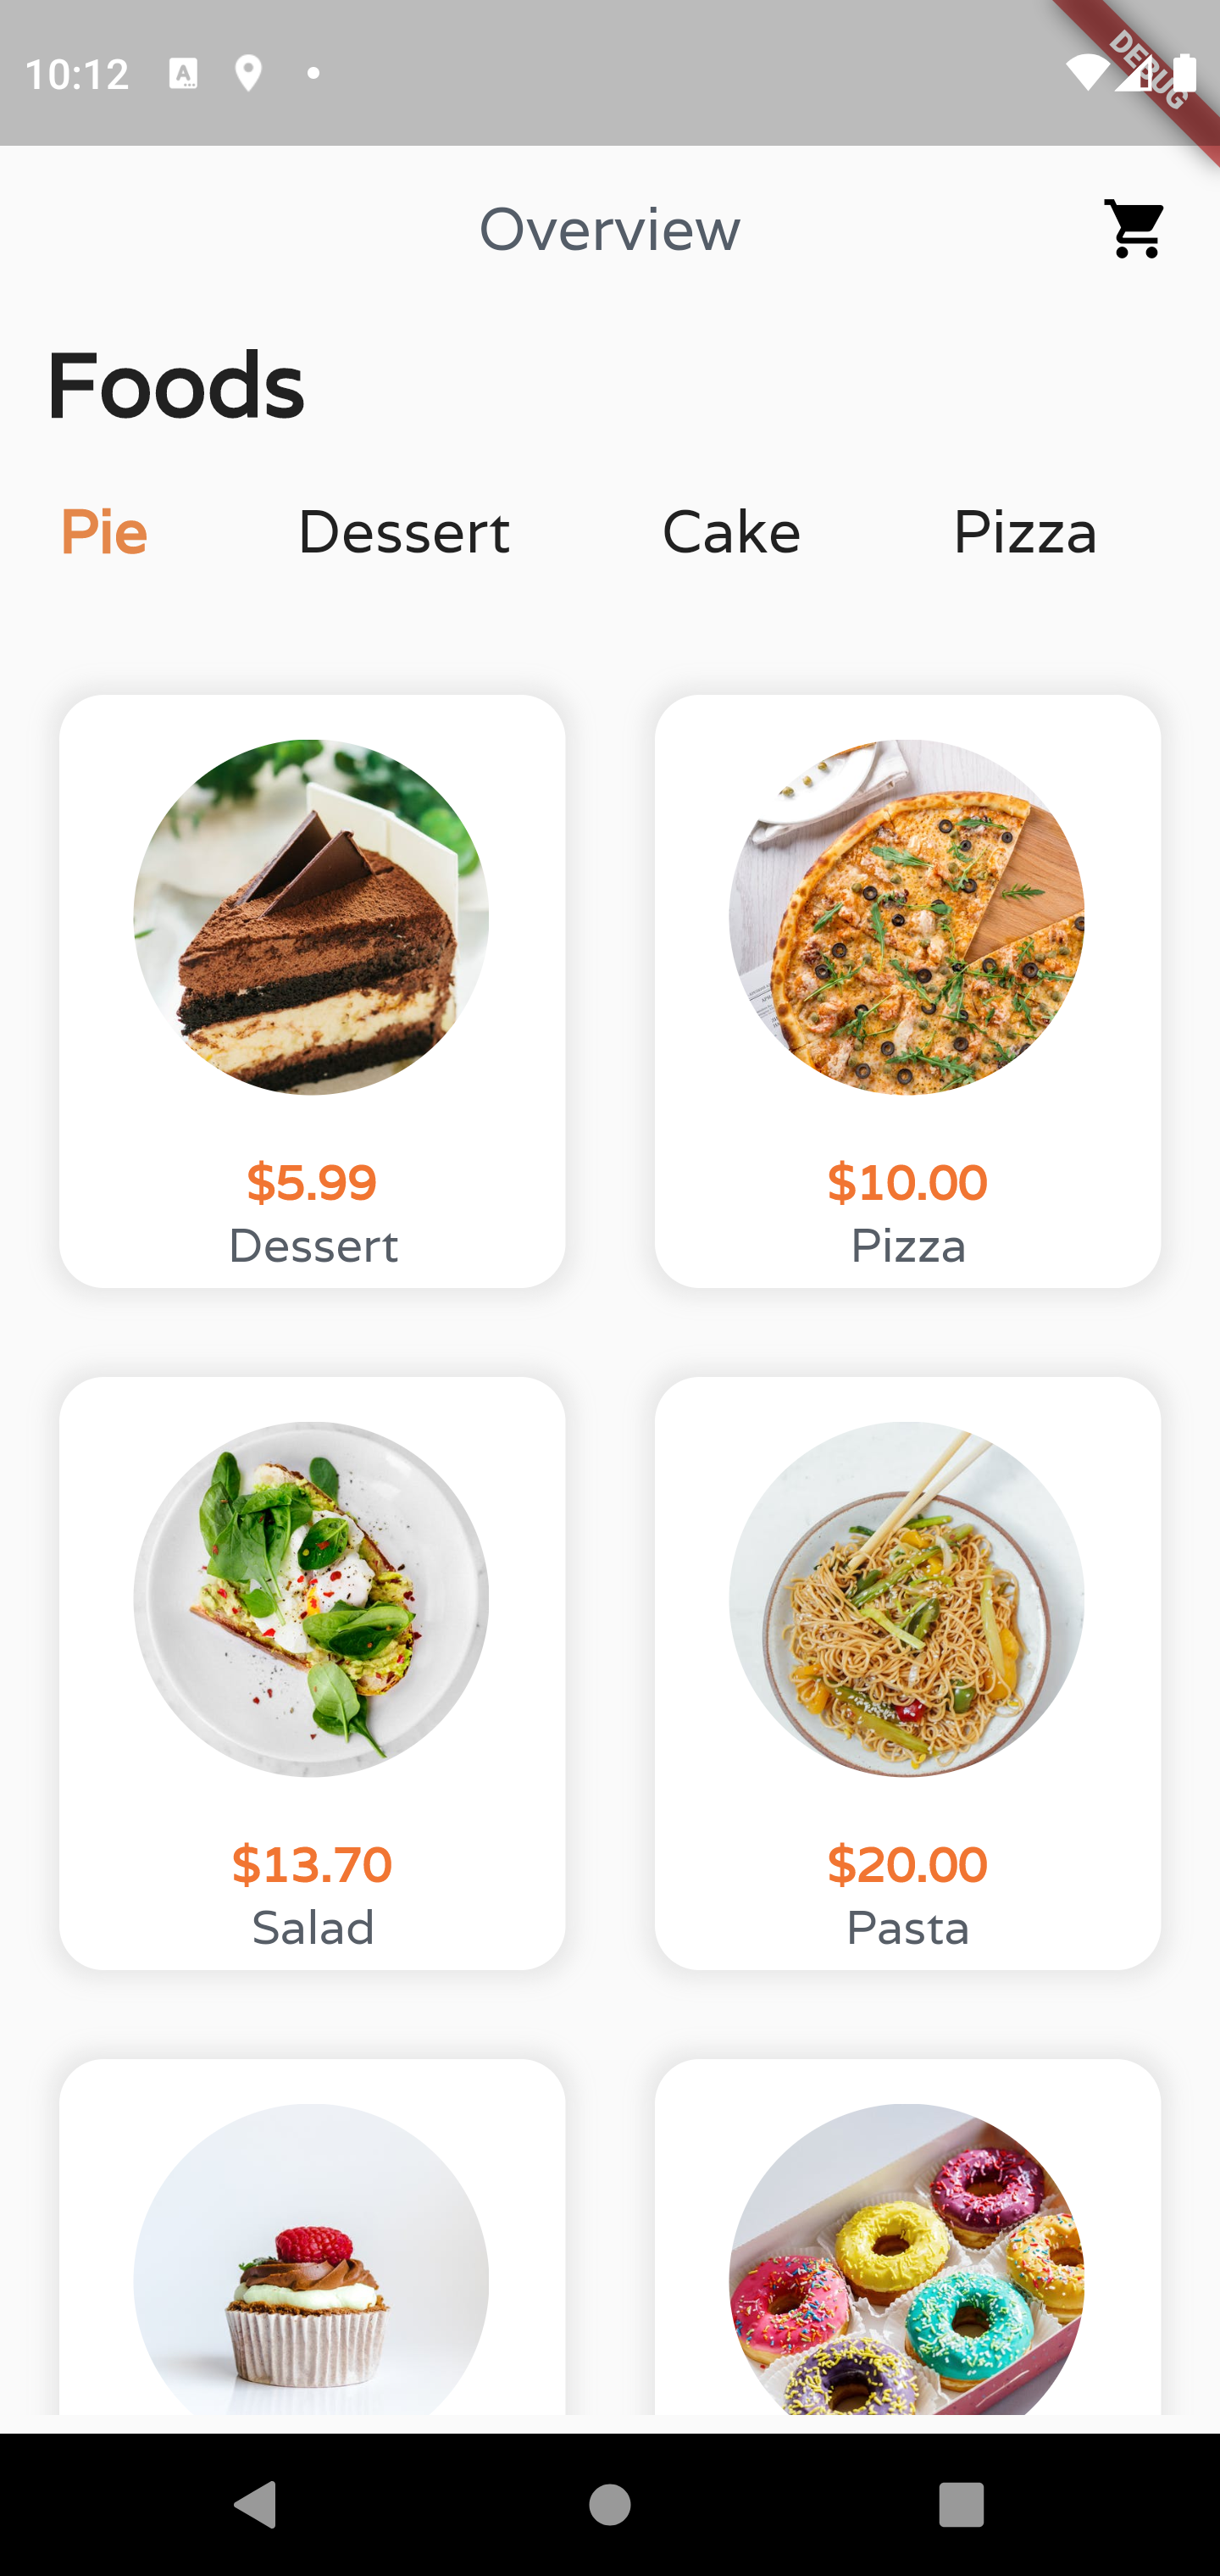 10:12
DEBUG
Overview
Foods
Pie Dessert Cake Pizza
$5.99
Dessert
$10.00
Pizza
$13.70
Salad
$20.00
Pasta